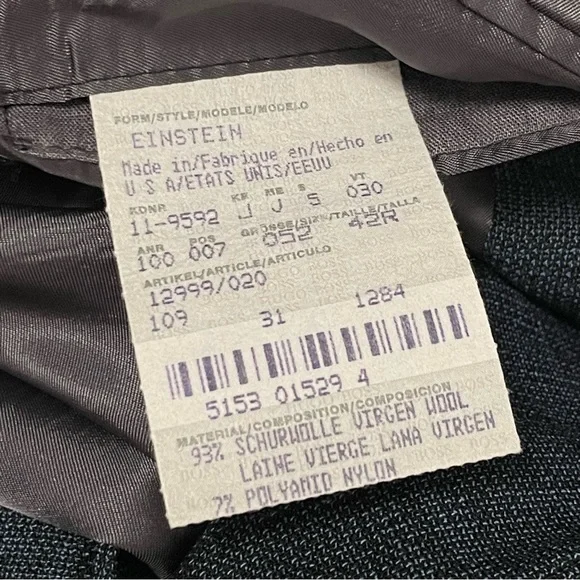 FORM/STYLE/MODELE/MODELO
EINSTEIN
Made in/Fabrique en/Hecho en
U S A/ETATS UNIS/EEUU
KDNR KF ME S VT
11-9592 J J S 030
ANR POS GRÖSSE/SIZE/TAILLE/TALLA
100 007 052 42R
ARTIKEL/ARTICLE/ARTICULO
12999/020
109 31 1284
5153 01529 4
MATERIAL/COMPOSITION/COMPOSICION
93% SCHURWOLLE VIRGEN WOOL
LAINE VIERGE LANA VIRGEN
7% POLYAMID NYLON
BOSS